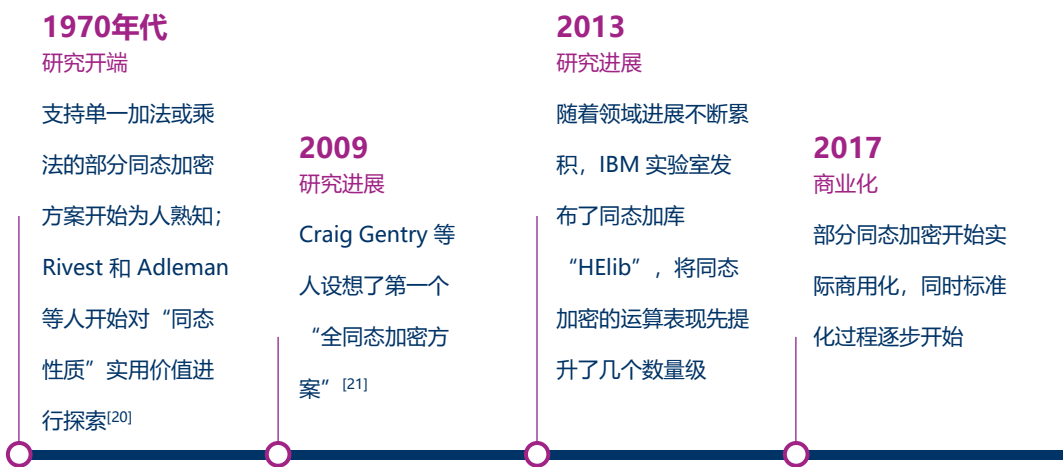 1970年代
研究开端
支持单一加法或乘
法的部分同态加密
方案开始为人熟知；
Rivest 和 Adleman
等人开始对“同态
性质”实用价值进
行探索[20]
2009
研究进展
Craig Gentry 等
人设想了第一个
“全同态加密方
案”[21]
2013
研究进展
随着领域进展不断累
积，IBM 实验室发
布了同态加库
“HElib”，将同态
加密的运算表现先提
升了几个数量级
2017
商业化
部分同态加密开始实
际商用化，同时标准
化过程逐步开始